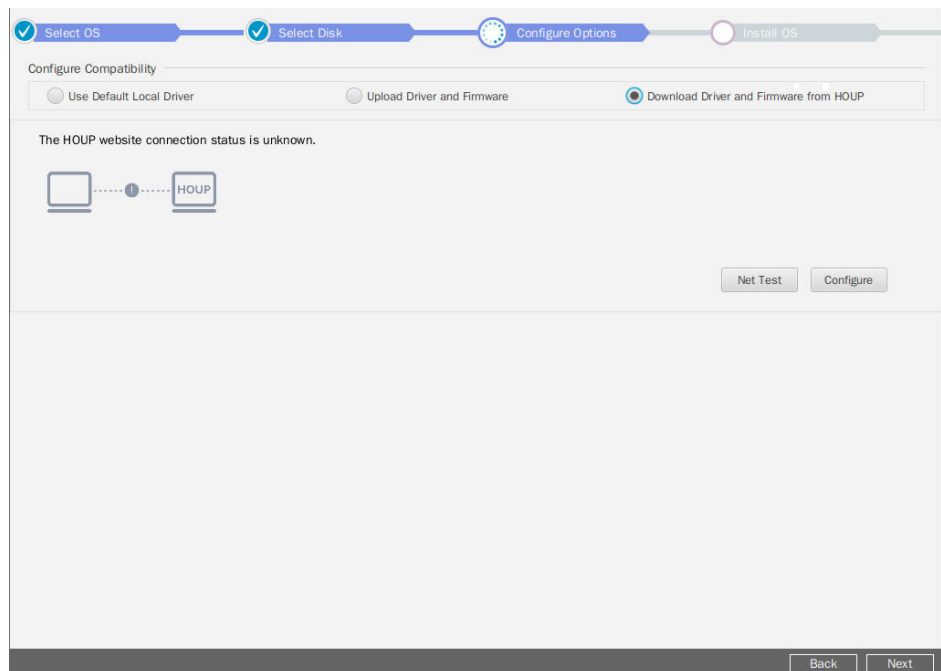 Select OS Select Disk Configure Options Install OS
Configure Compatibility
Use Default Local Driver Upload Driver and Firmware Download Driver and Firmware from HOUP
The HOUP website connection status is unknown.
! HOUP
Net Test Configure
Back Next